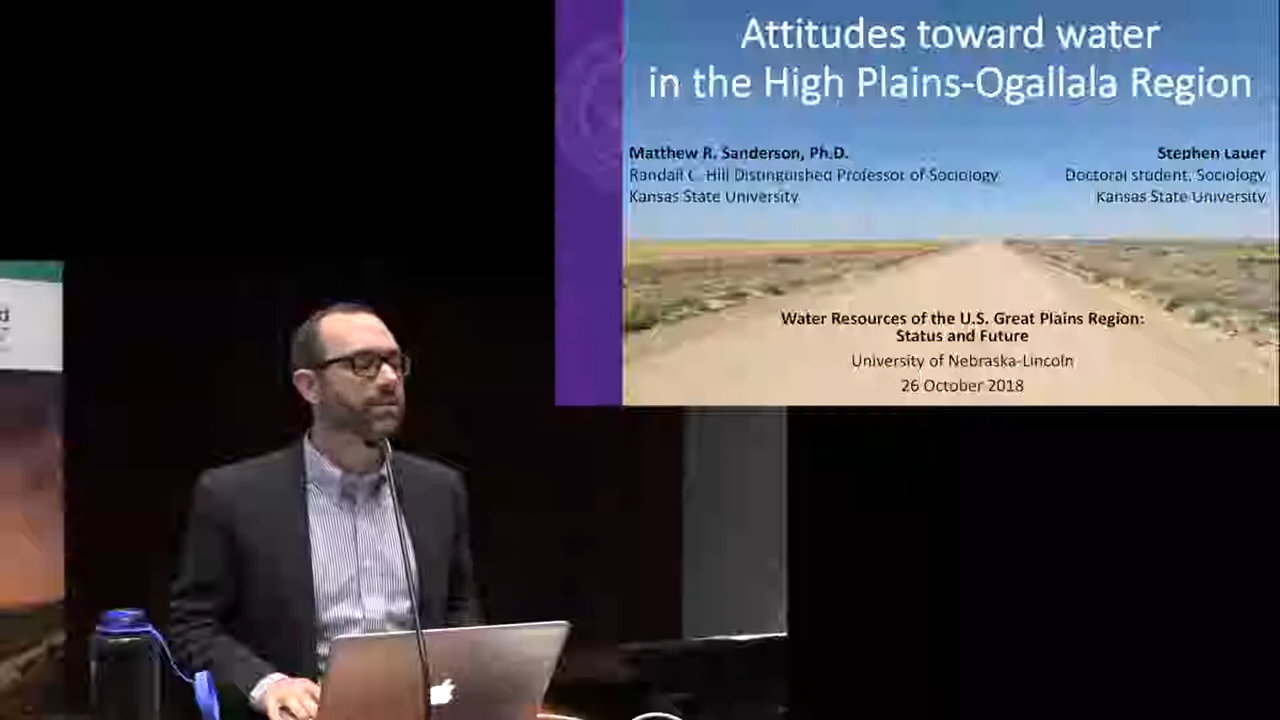 Attitudes toward water
in the High Plains-Ogallala Region
Matthew R. Sanderson, Ph.D.
Randall C. Hill Distinguished Professor of Sociology
Kansas State University
Stephen Lauer
Doctoral student, Sociology
Kansas State University
Water Resources of the U.S. Great Plains Region:
Status and Future
University of Nebraska-Lincoln
26 October 2018